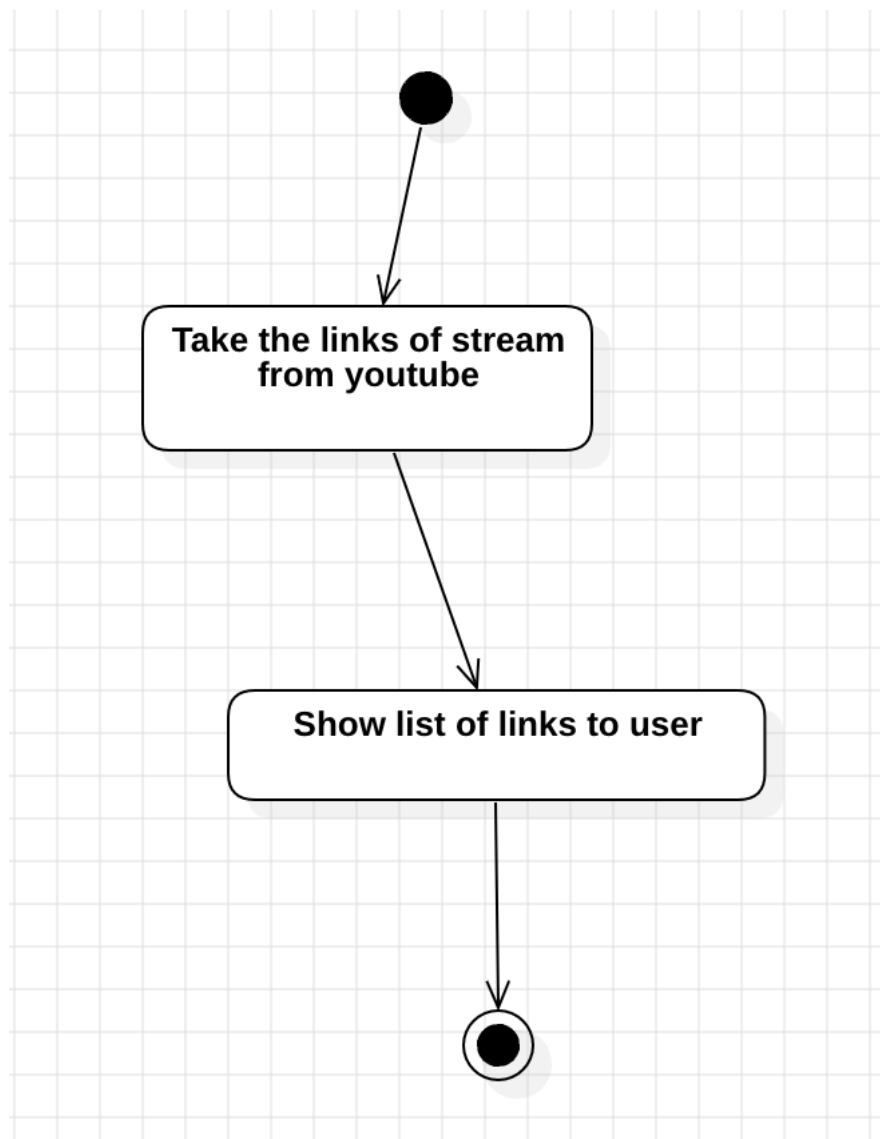 Take the links of stream
from youtube
Show list of links to user